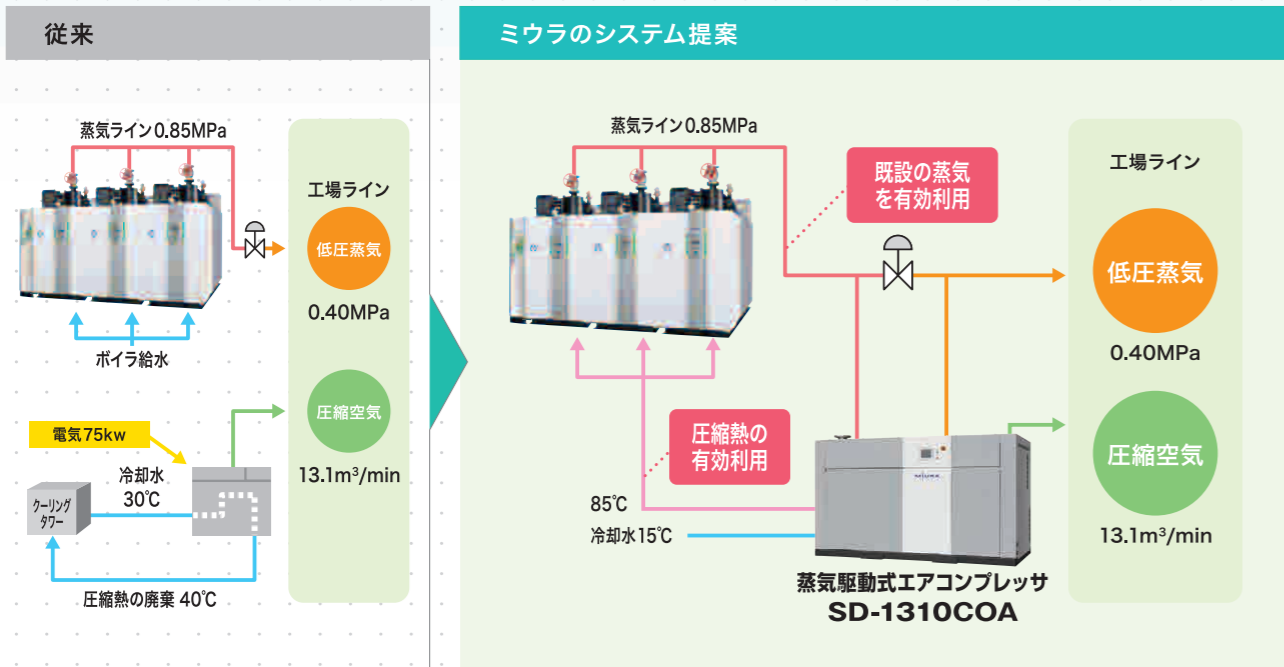 従来
蒸気ライン0.85MPa
工場ライン
低圧蒸気
0.40MPa
ボイラ給水
圧縮空気
13.1m³/min
電気75kw
冷却水
30℃
クーリング
タワー
圧縮熱の廃棄 40℃
ミウラのシステム提案
蒸気ライン0.85MPa
既設の蒸気
を有効利用
工場ライン
低圧蒸気
0.40MPa
圧縮熱の
有効利用
圧縮空気
13.1m³/min
85℃
冷却水15℃
MIURA
蒸気駆動式エアコンプレッサ
SD-1310COA